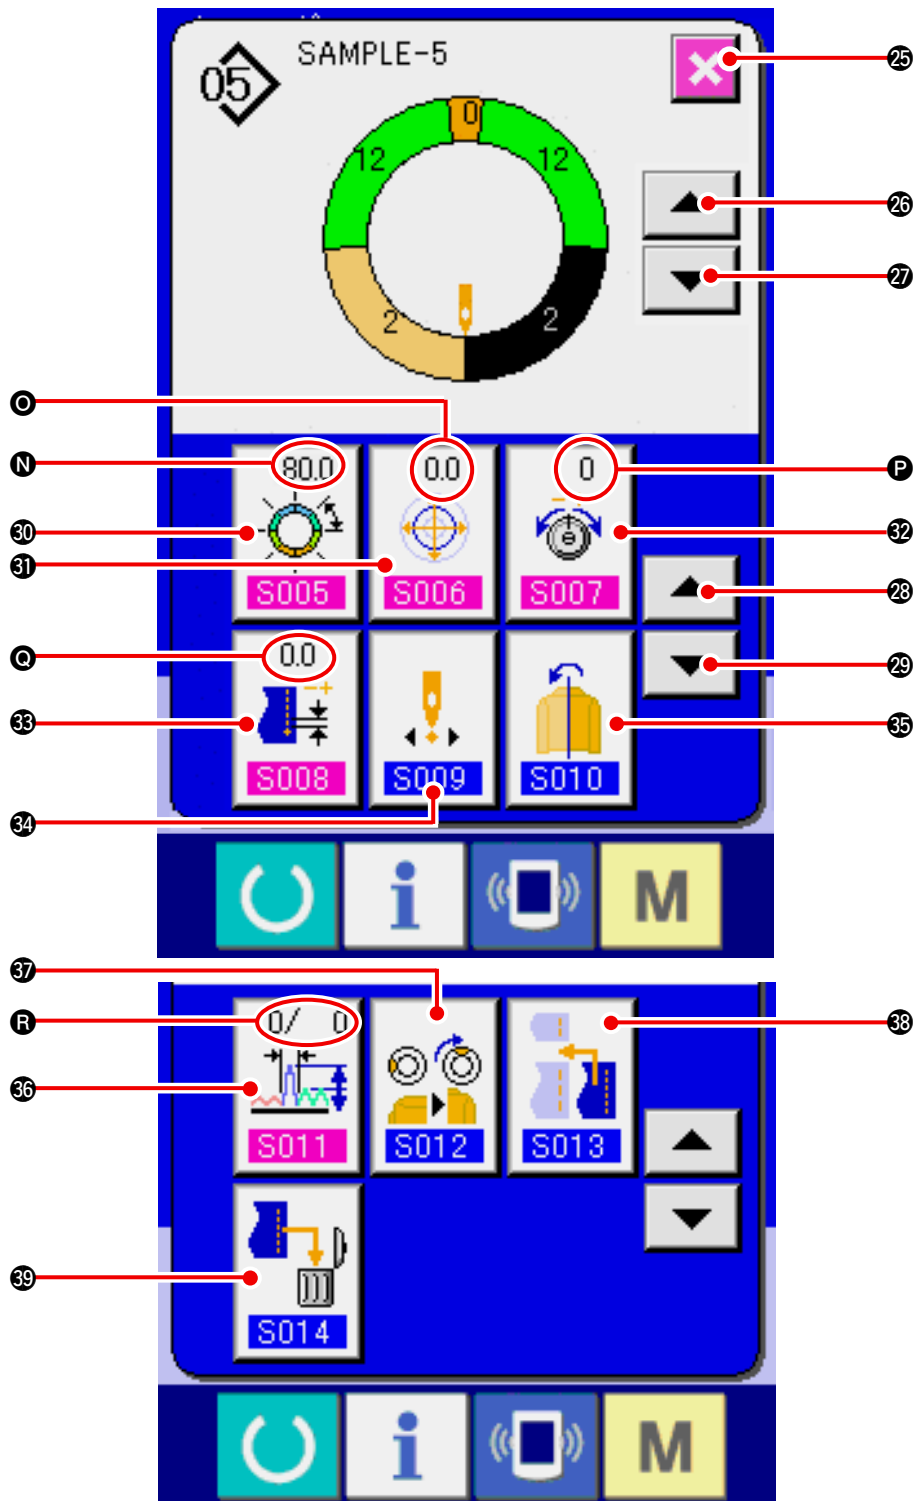 05 SAMPLE-5 ㉕
0
12 12
㉖
㉗
2 2
O
N 80.0 0.0 0 P
㉚ ㉜
㉛
S005 S006 S007 ㉘
Q 0.0 ㉙
㉝ ㉟
S008 S009 S010
㉞
i M
㊲
R 0/ 0 ㊳
㊱
S011 S012 S013
㊴
S014
i M